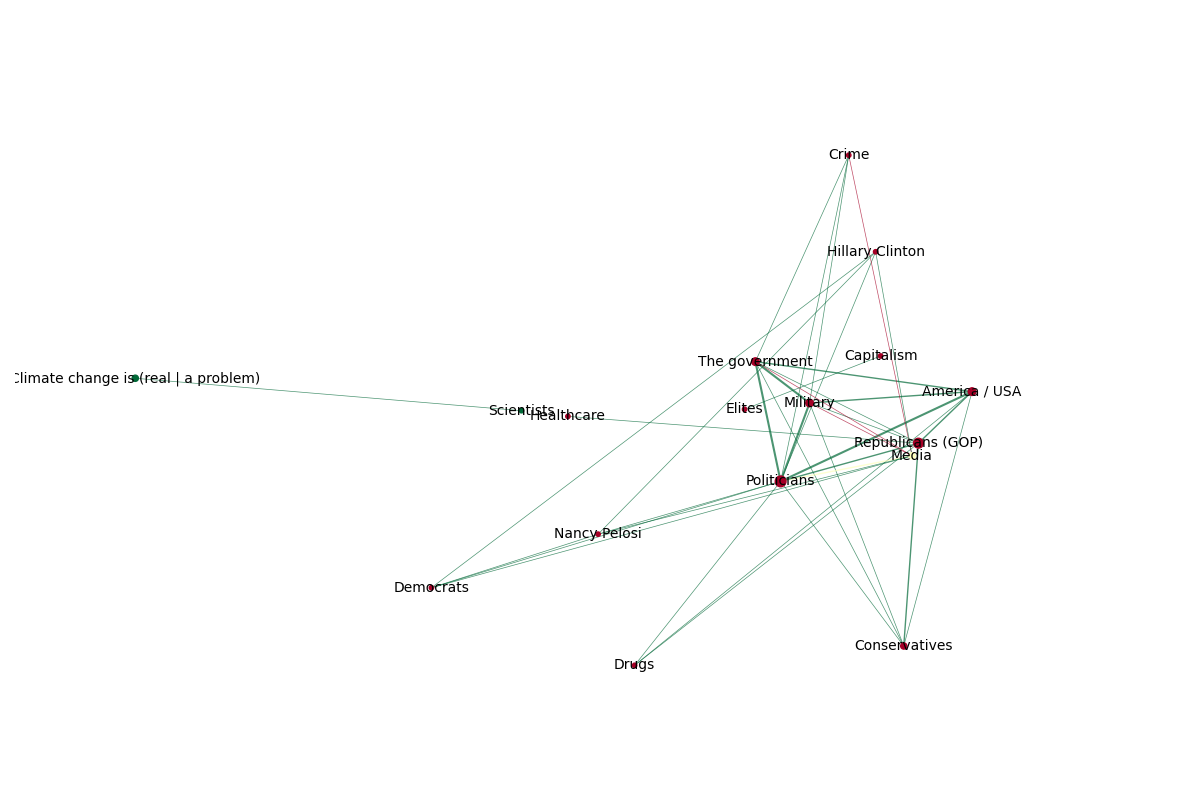 Crime
Hillary Clinton
Capitalism
The government
climate change is (real | a problem)
America / USA
Military
Elites
Scientists
Healthcare
Republicans (GOP)
Media
Politicians
Nancy Pelosi
Democrats
Conservatives
Drugs